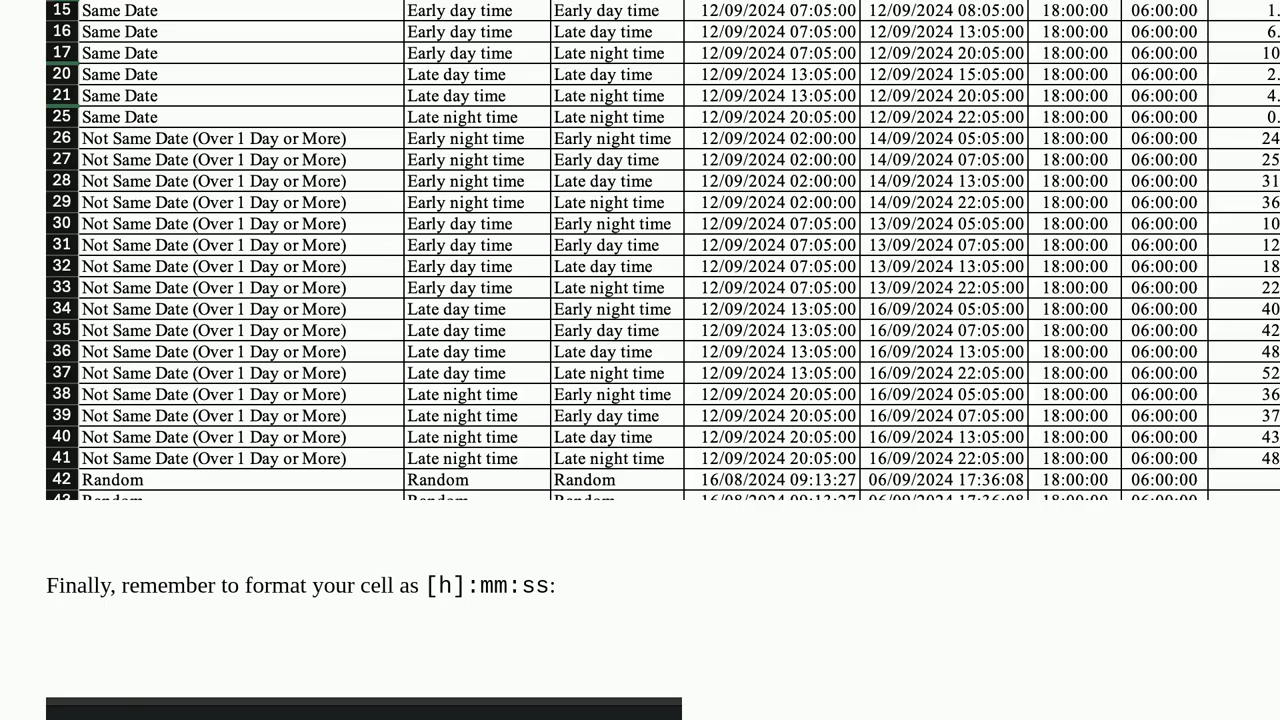 15 Same Date Early day time Early day time 12/09/2024 07:05:00 12/09/2024 08:05:00 18:00:00 06:00:00 1.
16 Same Date Early day time Late day time 12/09/2024 07:05:00 12/09/2024 13:05:00 18:00:00 06:00:00 6.
17 Same Date Early day time Late night time 12/09/2024 07:05:00 12/09/2024 20:05:00 18:00:00 06:00:00 10
20 Same Date Late day time Late day time 12/09/2024 13:05:00 12/09/2024 15:05:00 18:00:00 06:00:00 2.
21 Same Date Late day time Late night time 12/09/2024 13:05:00 12/09/2024 20:05:00 18:00:00 06:00:00 4.
25 Same Date Late night time Late night time 12/09/2024 20:05:00 12/09/2024 22:05:00 18:00:00 06:00:00 0.
26 Not Same Date (Over 1 Day or More) Early night time Early night time 12/09/2024 02:00:00 14/09/2024 05:05:00 18:00:00 06:00:00 24
27 Not Same Date (Over 1 Day or More) Early night time Early day time 12/09/2024 02:00:00 14/09/2024 07:05:00 18:00:00 06:00:00 25
28 Not Same Date (Over 1 Day or More) Early night time Late day time 12/09/2024 02:00:00 14/09/2024 13:05:00 18:00:00 06:00:00 31
29 Not Same Date (Over 1 Day or More) Early night time Late night time 12/09/2024 02:00:00 14/09/2024 22:05:00 18:00:00 06:00:00 36
30 Not Same Date (Over 1 Day or More) Early day time Early night time 12/09/2024 07:05:00 13/09/2024 05:05:00 18:00:00 06:00:00 10
31 Not Same Date (Over 1 Day or More) Early day time Early day time 12/09/2024 07:05:00 13/09/2024 07:05:00 18:00:00 06:00:00 12
32 Not Same Date (Over 1 Day or More) Early day time Late day time 12/09/2024 07:05:00 13/09/2024 13:05:00 18:00:00 06:00:00 18
33 Not Same Date (Over 1 Day or More) Early day time Late night time 12/09/2024 07:05:00 13/09/2024 22:05:00 18:00:00 06:00:00 22
34 Not Same Date (Over 1 Day or More) Late day time Early night time 12/09/2024 13:05:00 16/09/2024 05:05:00 18:00:00 06:00:00 40
35 Not Same Date (Over 1 Day or More) Late day time Early day time 12/09/2024 13:05:00 16/09/2024 07:05:00 18:00:00 06:00:00 42
36 Not Same Date (Over 1 Day or More) Late day time Late day time 12/09/2024 13:05:00 16/09/2024 13:05:00 18:00:00 06:00:00 48
37 Not Same Date (Over 1 Day or More) Late day time Late night time 12/09/2024 13:05:00 16/09/2024 22:05:00 18:00:00 06:00:00 52
38 Not Same Date (Over 1 Day or More) Late night time Early night time 12/09/2024 20:05:00 16/09/2024 05:05:00 18:00:00 06:00:00 36
39 Not Same Date (Over 1 Day or More) Late night time Early day time 12/09/2024 20:05:00 16/09/2024 07:05:00 18:00:00 06:00:00 37
40 Not Same Date (Over 1 Day or More) Late night time Late day time 12/09/2024 20:05:00 16/09/2024 13:05:00 18:00:00 06:00:00 43
41 Not Same Date (Over 1 Day or More) Late night time Late night time 12/09/2024 20:05:00 16/09/2024 22:05:00 18:00:00 06:00:00 48
42 Random Random Random 16/08/2024 09:13:27 06/09/2024 17:36:08 18:00:00 06:00:00
43 Random Random Random 16/08/2024 09:13:27 06/09/2024 17:36:08 18:00:00 06:00:00
Finally, remember to format your cell as [h]:mm:ss: